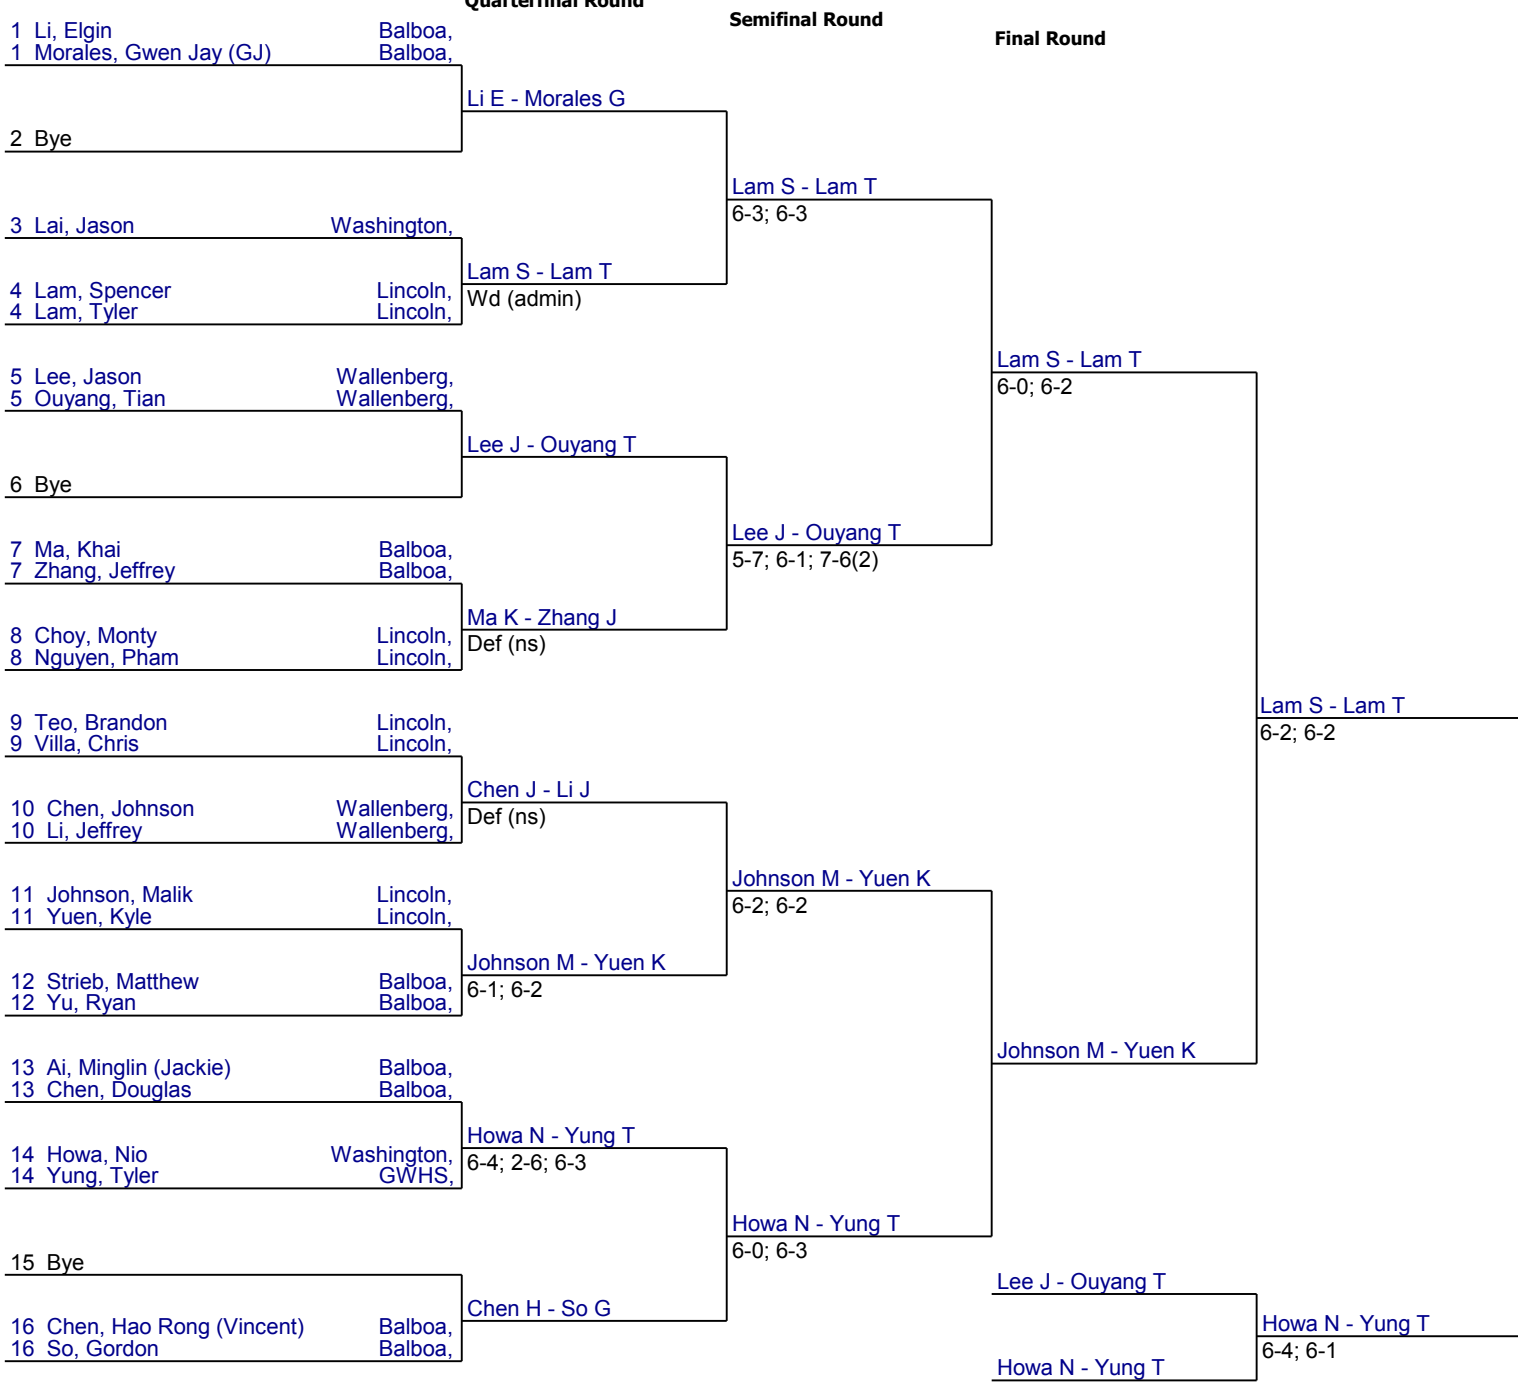 Quarterfinal Round
Semifinal Round
Final Round
1 Li, Elgin Balboa,
1 Morales, Gwen Jay (GJ) Balboa,
Li E - Morales G
2 Bye
Lam S - Lam T
6-3; 6-3
3 Lai, Jason Washington,
Lam S - Lam T
Wd (admin)
4 Lam, Spencer Lincoln,
4 Lam, Tyler Lincoln,
Lam S - Lam T
6-0; 6-2
5 Lee, Jason Wallenberg,
5 Ouyang, Tian Wallenberg,
Lee J - Ouyang T
6 Bye
Lee J - Ouyang T
5-7; 6-1; 7-6(2)
7 Ma, Khai Balboa,
7 Zhang, Jeffrey Balboa,
Ma K - Zhang J
Def (ns)
8 Choy, Monty Lincoln,
8 Nguyen, Pham Lincoln,
Lam S - Lam T
6-2; 6-2
9 Teo, Brandon Lincoln,
9 Villa, Chris Lincoln,
Chen J - Li J
Def (ns)
10 Chen, Johnson Wallenberg,
10 Li, Jeffrey Wallenberg,
Johnson M - Yuen K
6-2; 6-2
11 Johnson, Malik Lincoln,
11 Yuen, Kyle Lincoln,
Johnson M - Yuen K
6-1; 6-2
12 Strieb, Matthew Balboa,
12 Yu, Ryan Balboa,
Johnson M - Yuen K
13 Ai, Minglin (Jackie) Balboa,
13 Chen, Douglas Balboa,
Howa N - Yung T
6-4; 2-6; 6-3
14 Howa, Nio Washington,
14 Yung, Tyler GWHS,
Howa N - Yung T
6-0; 6-3
15 Bye
Chen H - So G
16 Chen, Hao Rong (Vincent) Balboa,
16 So, Gordon Balboa,
Lee J - Ouyang T
Howa N - Yung T
6-4; 6-1
Howa N - Yung T